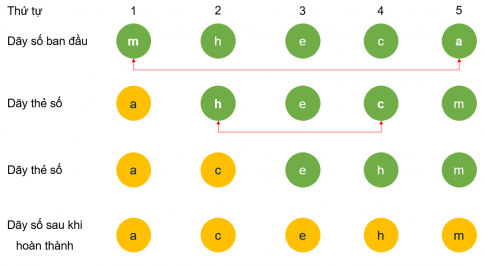 Thứ tự 1 2 3 4 5
Dãy số ban đầu m h e c a
Dãy thẻ số a h e c m
Dãy thẻ số a c e h m
Dãy số sau khi
hoàn thành a c e h m